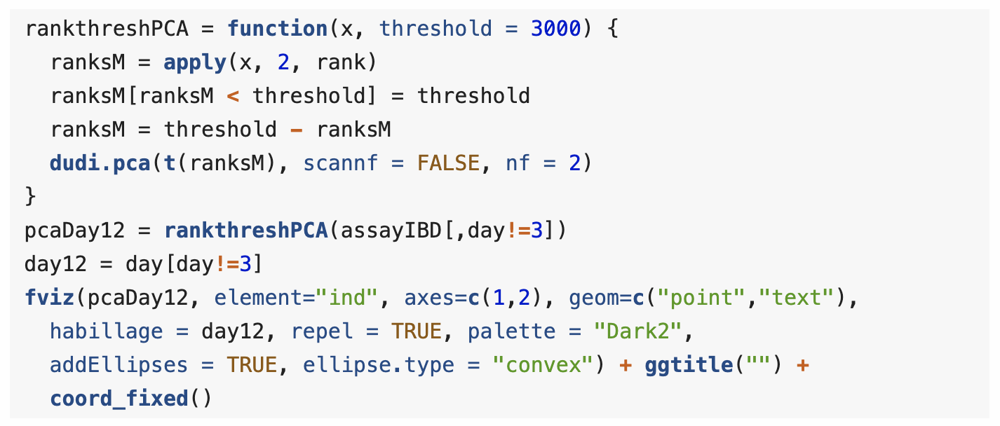 rankthreshPCA = function(x, threshold = 3000) {
  ranksM = apply(x, 2, rank)
  ranksM[ranksM < threshold] = threshold
  ranksM = threshold - ranksM
  dudi.pca(t(ranksM), scannf = FALSE, nf = 2)
}
pcaDay12 = rankthreshPCA(assayIBD[,day!=3])
day12 = day[day!=3]
fviz(pcaDay12, element="ind", axes=c(1,2), geom=c("point","text"),
  habillage = day12, repel = TRUE, palette = "Dark2",
  addEllipses = TRUE, ellipse.type = "convex") + ggtitle("") +
  coord_fixed()